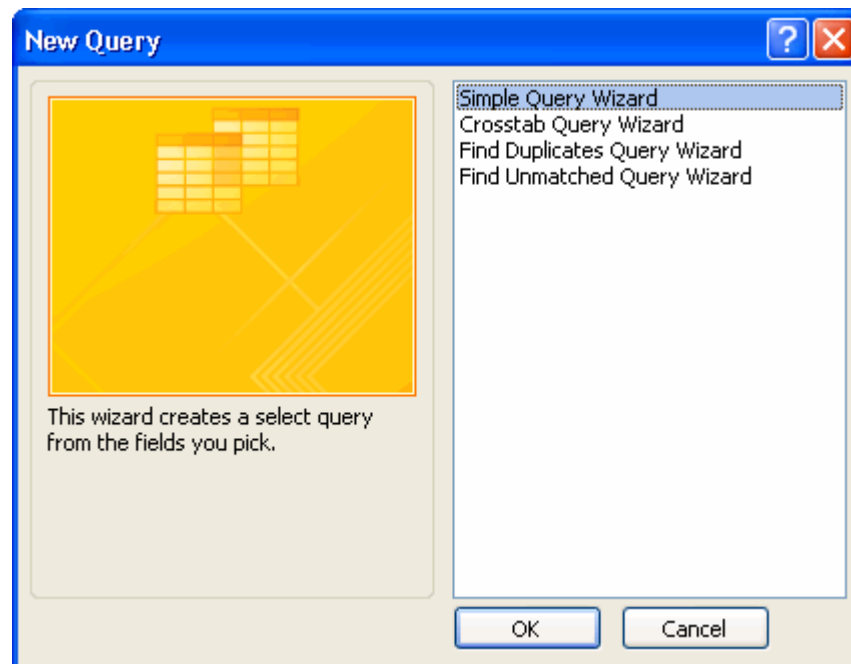 New Query
Simple Query Wizard
Crosstab Query Wizard
Find Duplicates Query Wizard
Find Unmatched Query Wizard
This wizard creates a select query
from the fields you pick.
OK
Cancel